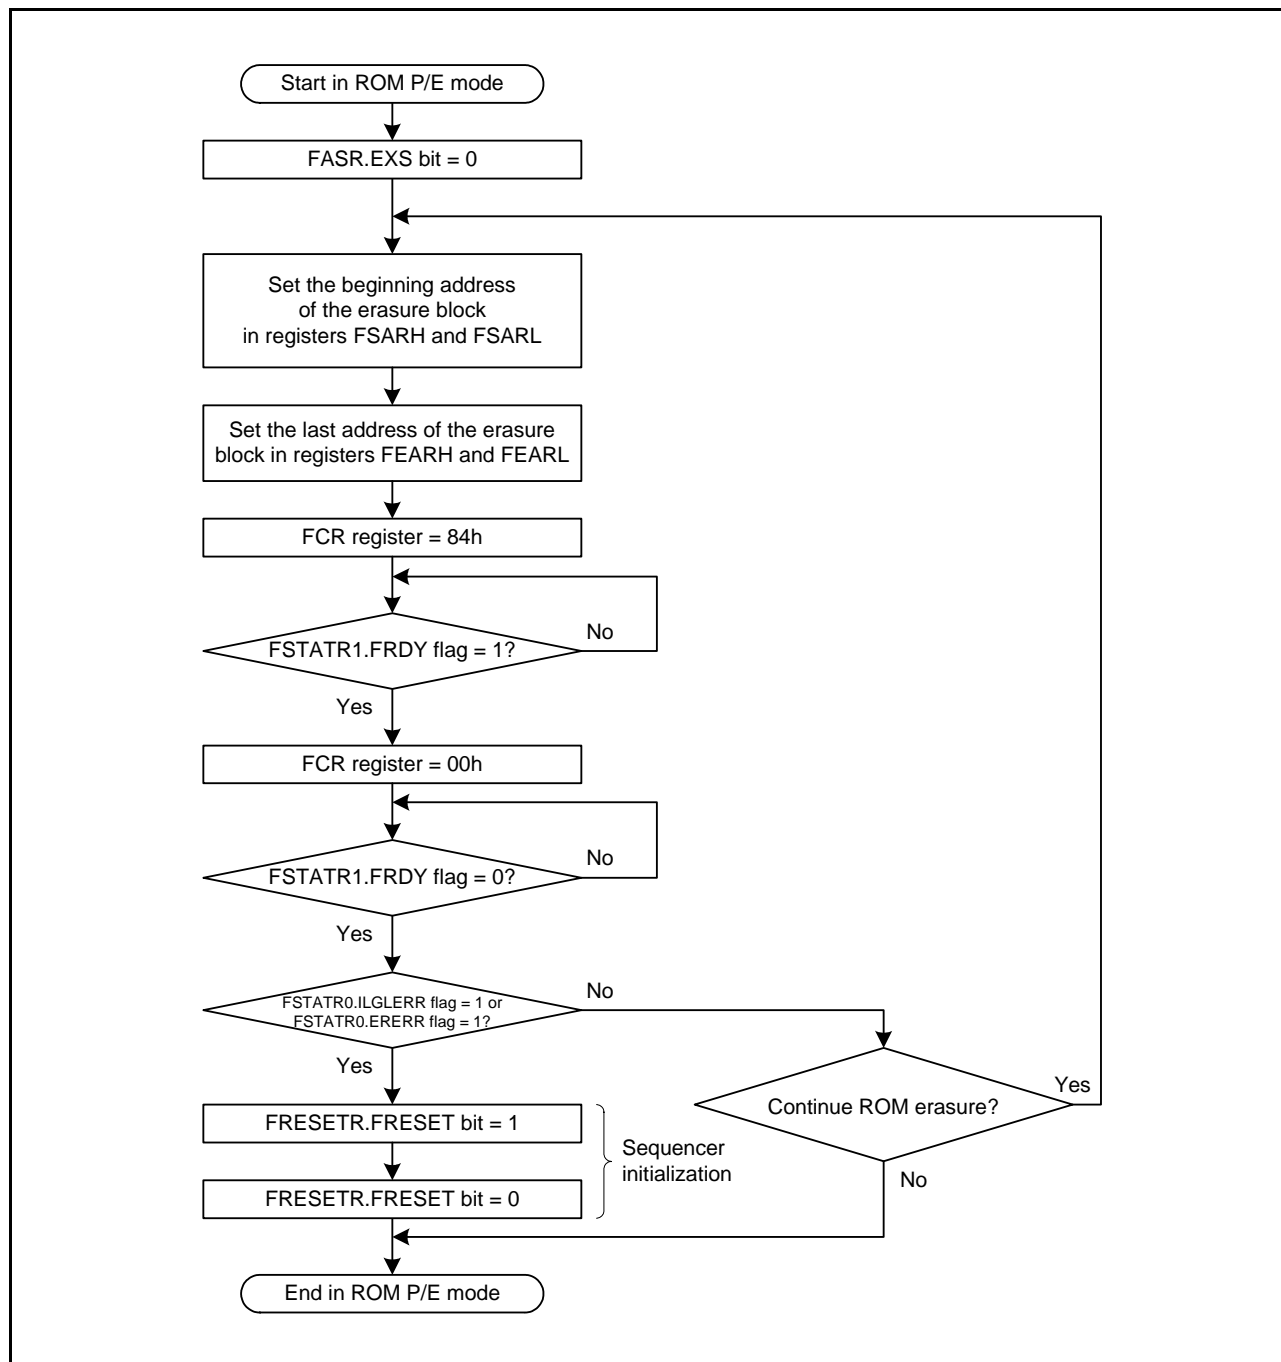 Start in ROM P/E mode
FASR.EXS bit = 0
Set the beginning address
of the erasure block
in registers FSARH and FSARL
Set the last address of the erasure
block in registers FEARH and FEARL
FCR register = 84h
FSTATR1.FRDY flag = 1?
No
Yes
FCR register = 00h
FSTATR1.FRDY flag = 0?
No
Yes
FSTATR0.ILGLERR flag = 1 or
FSTATR0.ERERR flag = 1?
No
Yes
Continue ROM erasure?
Yes
No
FRESETR.FRESET bit = 1
FRESETR.FRESET bit = 0
Sequencer
initialization
End in ROM P/E mode